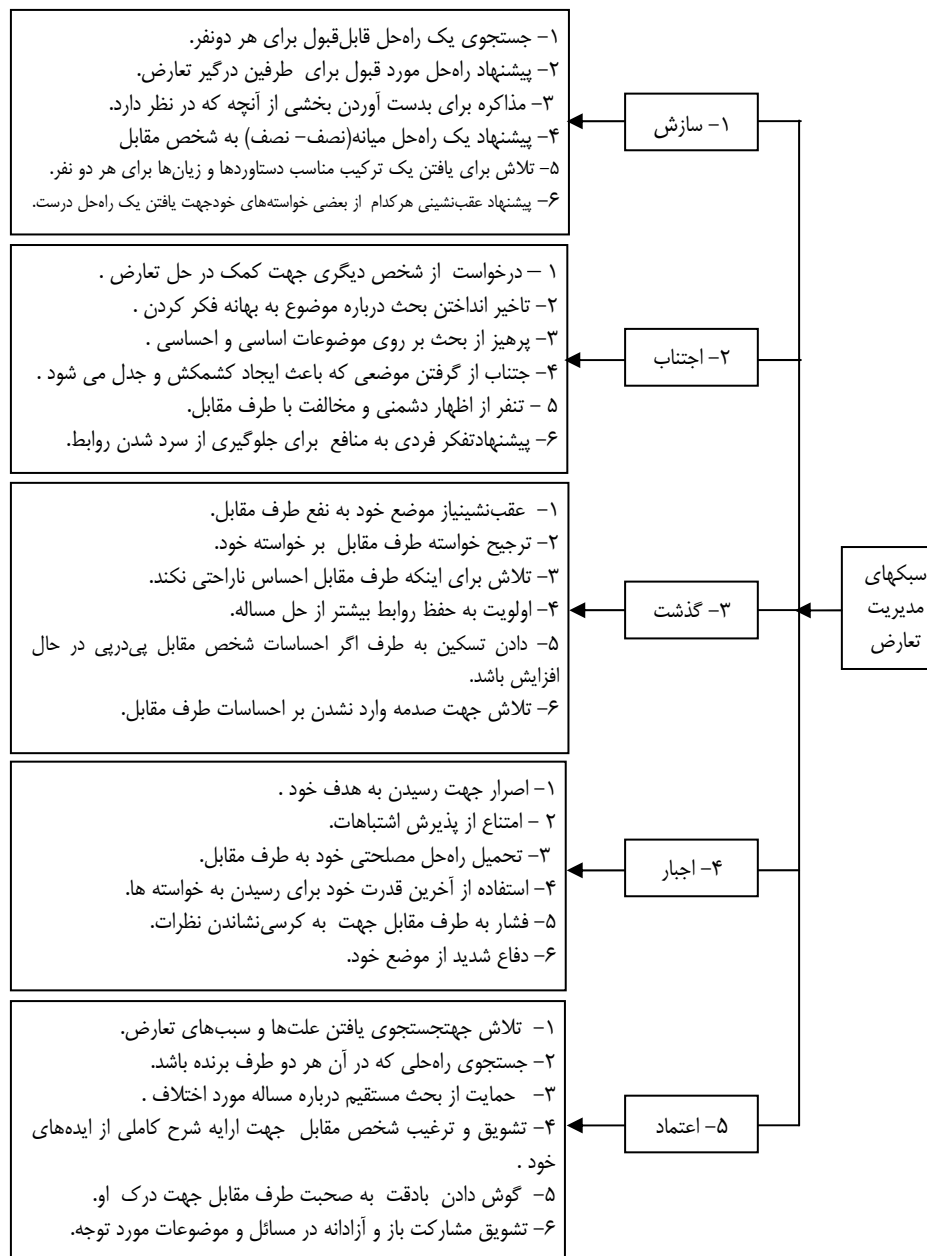 سبکهای
مدیریت
تعارض
۱- سازش
۱- جستجوی یک راه‌حل قابل‌قبول برای هر دونفر.
۲- پیشنهاد راه‌حل مورد قبول برای طرفین درگیر تعارض.
۳- مذاکره برای بدست آوردن بخشی از آنچه که در نظر دارد.
۴- پیشنهاد یک راه‌حل میانه(نصف- نصف) به شخص مقابل
۵- تلاش برای یافتن یک ترکیب مناسب دستاوردها و زیان‌ها برای هر دو نفر.
۶- پیشنهاد عقب‌نشینی هرکدام از بعضی خواسته‌های خودجهت یافتن یک راه‌حل درست.
۲- اجتناب
۱ – درخواست از شخص دیگری جهت کمک در حل تعارض .
۲- تاخیر انداختن بحث درباره موضوع به بهانه فکر کردن .
۳- پرهیز از بحث بر روی موضوعات اساسی و احساسی .
۴- جتناب از گرفتن موضعی که باعث ایجاد کشمکش و جدل می شود .
۵ - تنفر از اظهار دشمنی و مخالفت با طرف مقابل.
۶- پیشنهادتفکر فردی به منافع برای جلوگیری از سرد شدن روابط.
۳- گذشت
۱- عقب‌نشینیاز موضع خود به نفع طرف مقابل.
۲- ترجیح خواسته طرف مقابل بر خواسته خود.
۳- تلاش برای اینکه طرف مقابل احساس ناراحتی نکند.
۴- اولویت به حفظ روابط بیشتر از حل مساله.
۵- دادن تسکین به طرف اگر احساسات شخص مقابل پی‌درپی در حال
افزایش باشد.
۶- تلاش جهت صدمه وارد نشدن بر احساسات طرف مقابل.
۴- اجبار
۱- اصرار جهت رسیدن به هدف خود .
۲ - امتناع از پذیرش اشتباهات.
۳- تحمیل راه‌حل مصلحتی خود به طرف مقابل.
۴- استفاده از آخرین قدرت خود برای رسیدن به خواسته ها.
۵- فشار به طرف مقابل جهت به کرسی‌نشاندن نظرات.
۶- دفاع شدید از موضع خود.
۵- اعتماد
۱- تلاش جهتجستجوی یافتن علت‌ها و سبب‌های تعارض.
۲- جستجوی راه‌حلی که در آن هر دو طرف برنده باشد.
۳- حمایت از بحث مستقیم درباره مساله مورد اختلاف .
۴- تشویق و ترغیب شخص مقابل جهت ارایه شرح کاملی از ایده‌های
خود .
۵- گوش دادن بادقت به صحبت طرف مقابل جهت درک او.
۶- تشویق مشارکت باز و آزادانه در مسائل و موضوعات مورد توجه.